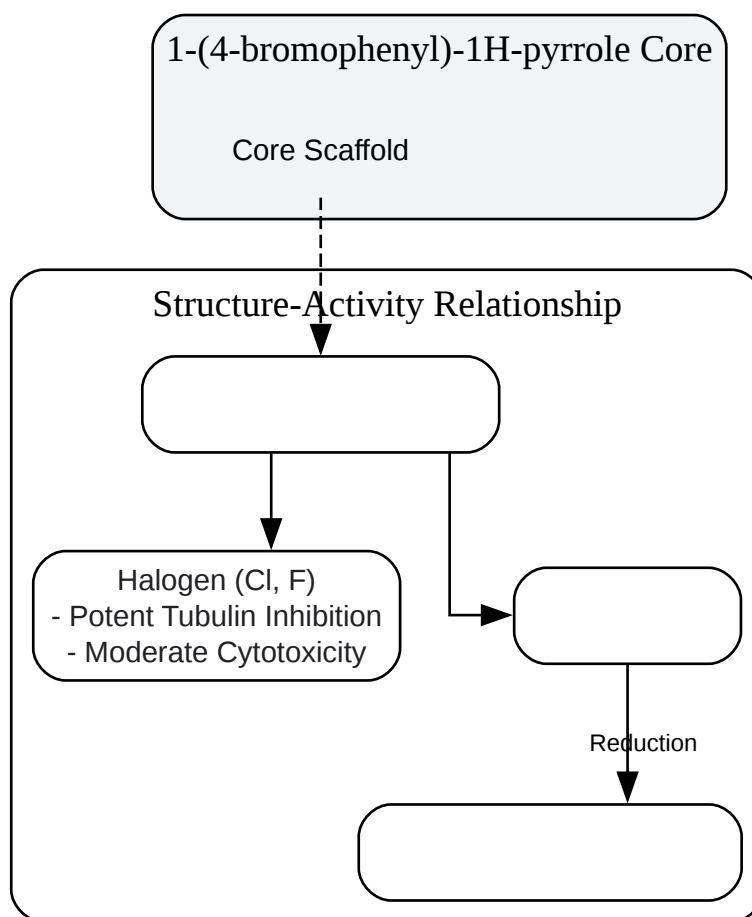 1-(4-bromophenyl)-1H-pyrrole Core
Core Scaffold
Structure-Activity Relationship
Halogen (Cl, F)
- Potent Tubulin Inhibition
- Moderate Cytotoxicity
Reduction